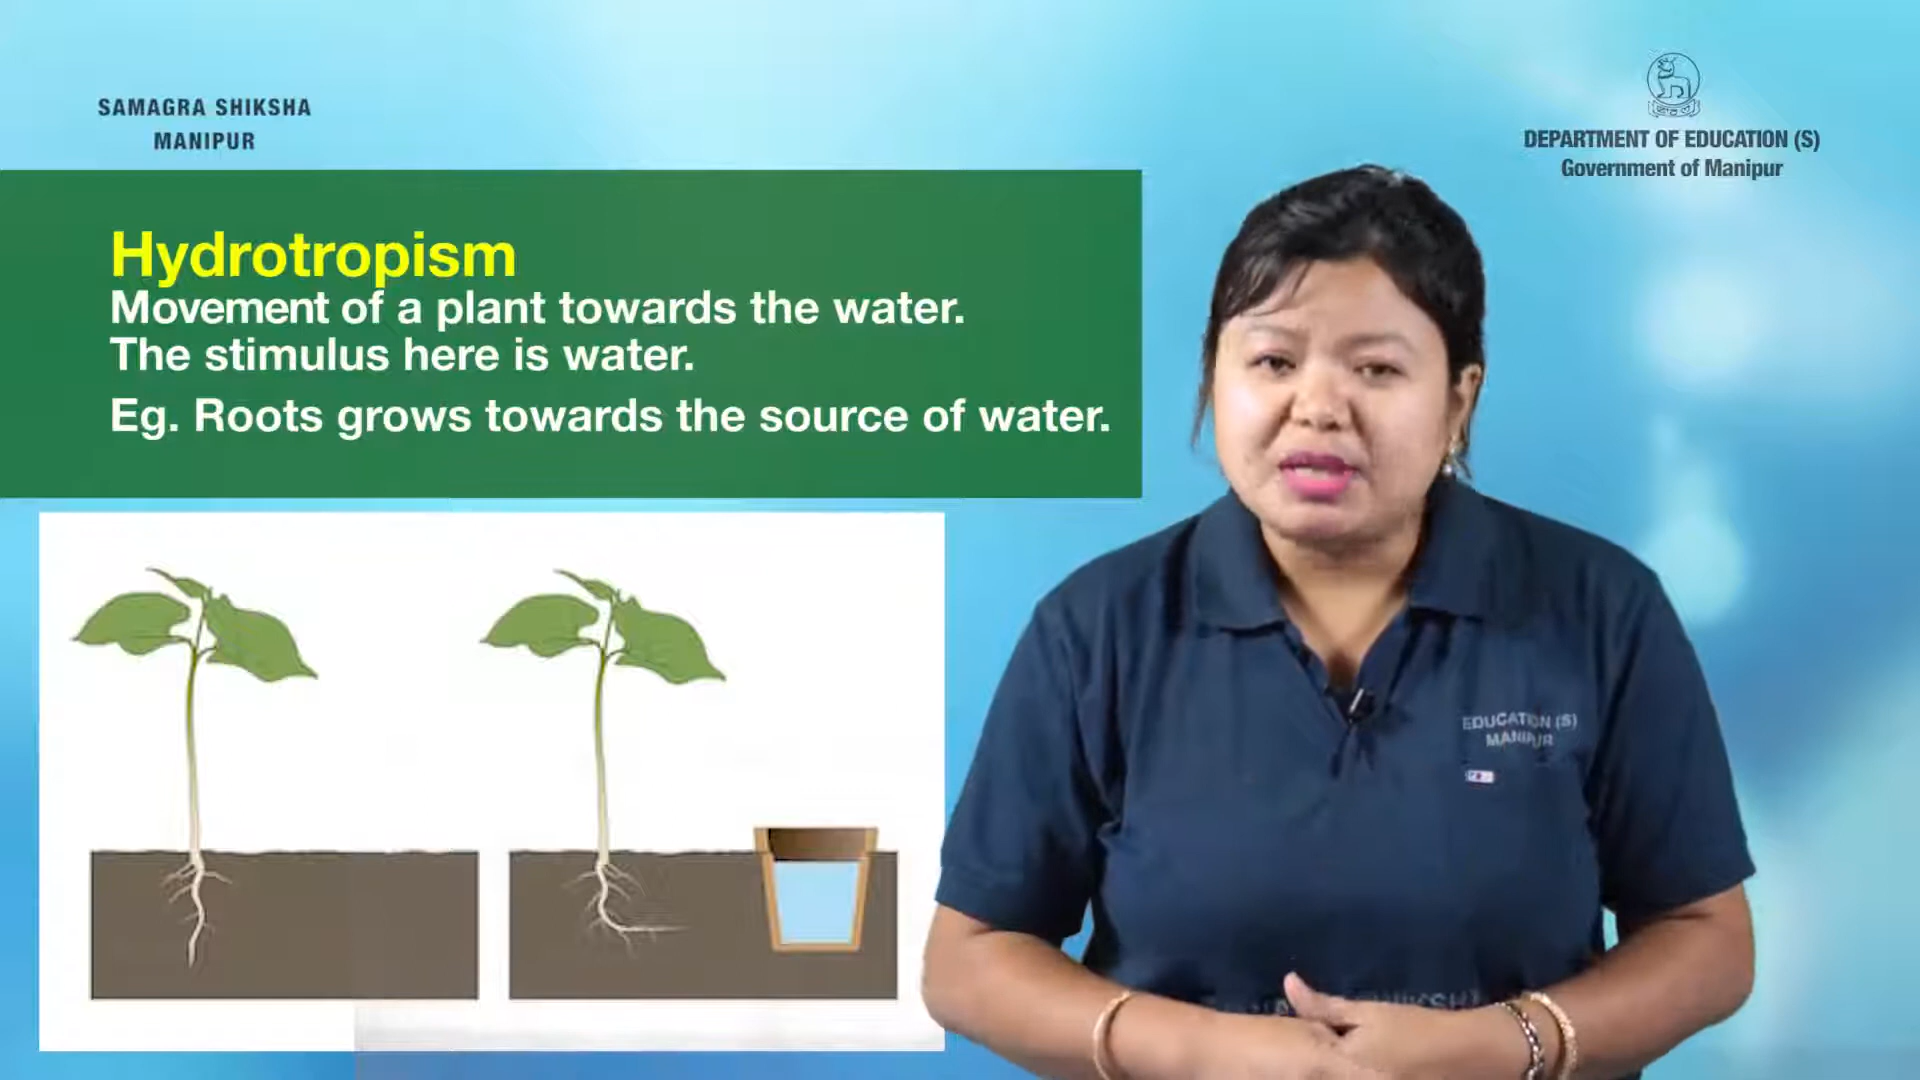 SAMAGRA SHIKSHA
MANIPUR
DEPARTMENT OF EDUCATION (S)
Government of Manipur
Hydrotropism
Movement of a plant towards the water.
The stimulus here is water.
Eg. Roots grows towards the source of water.
EDUCATION (S)
MANIPUR